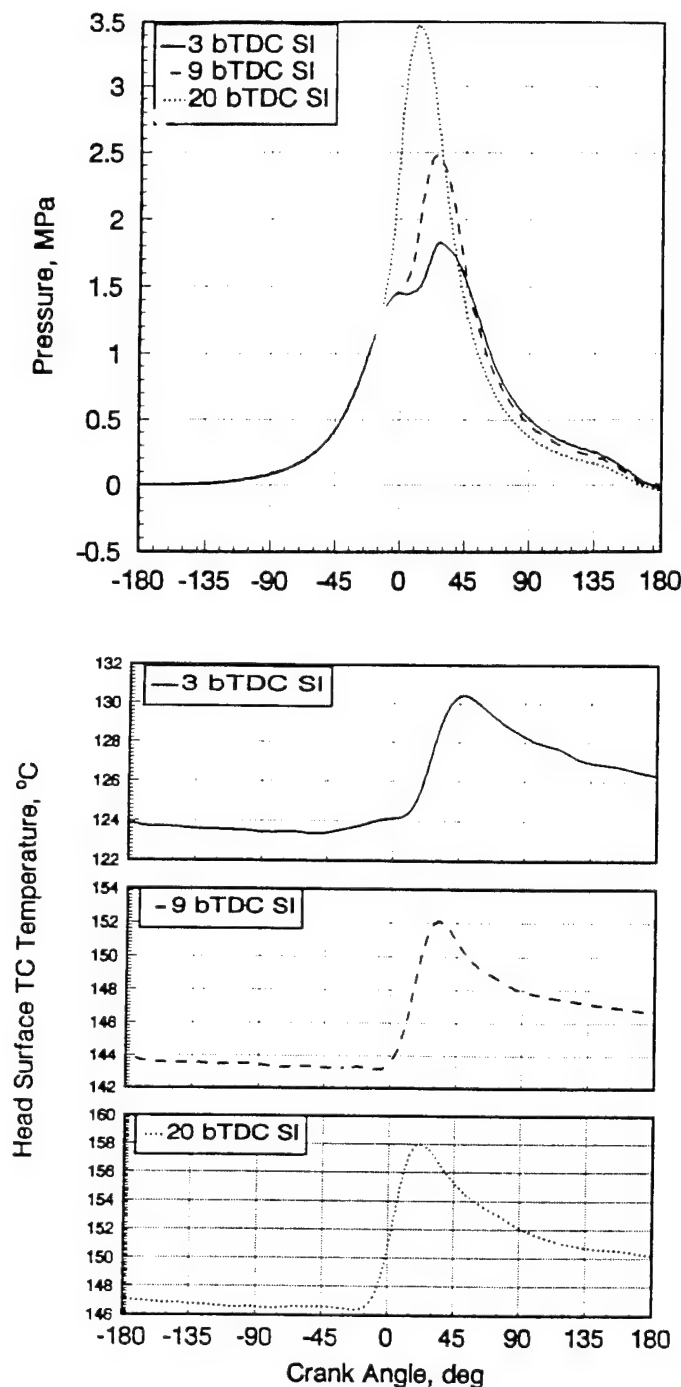 3.5
3
2.5
2
1.5
1
0.5
0
-0.5
Pressure, MPa
3 bTDC SI
9 bTDC SI
20 bTDC SI
-180 -135 -90 -45 0 45 90 135 180
132
130
128
126
124
122
3 bTDC SI
Head Surface TC Temperature, ºC
154
152
150
148
146
144
142
9 bTDC SI
160
158
156
154
152
150
148
146
20 bTDC SI
-180 -135 -90 -45 0 45 90 135 180
Crank Angle, deg